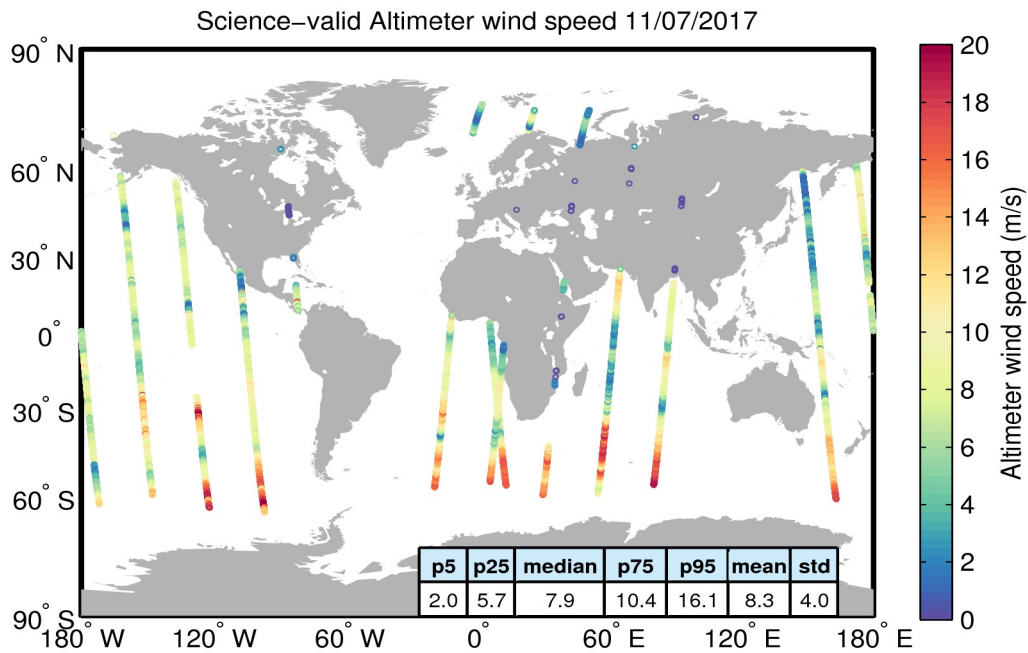 Science−valid Altimeter wind speed 11/07/2017
90° N
60° N
30° N
0°
30° S
60° S
90° S
180° W
120° W
60° W
0°
60° E
120° E
180° E
p5 p25 median p75 p95 mean std
2.0 5.7 7.9 10.4 16.1 8.3 4.0
20
18
16
14
12
10
8
6
4
2
0
Altimeter wind speed (m/s)